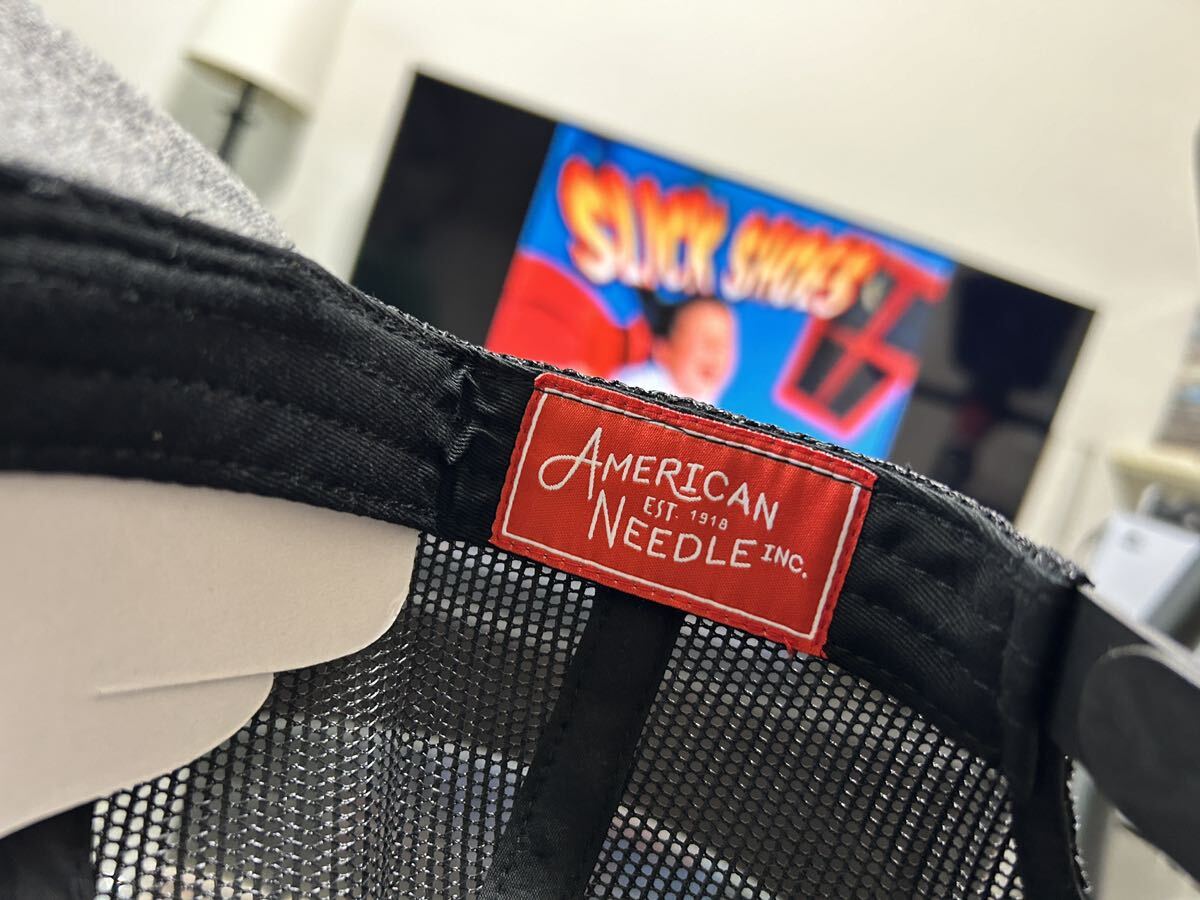 SLICK SHOES
AMERICAN
EST. 1918
NEEDLE INC.